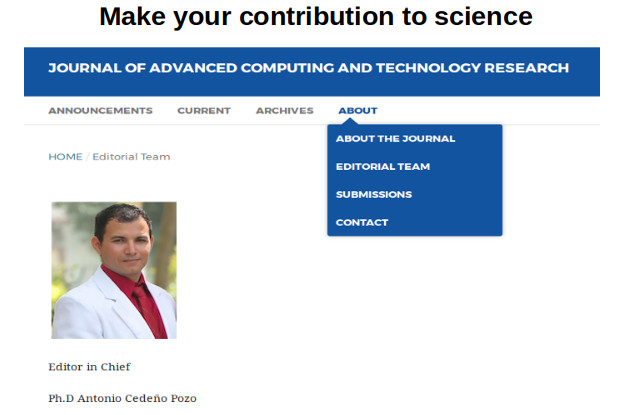 Make your contribution to science
JOURNAL OF ADVANCED COMPUTING AND TECHNOLOGY RESEARCH
ANNOUNCEMENTS CURRENT ARCHIVES ABOUT
ABOUT THE JOURNAL
EDITORIAL TEAM
SUBMISSIONS
CONTACT
HOME / Editorial Team
Editor in Chief
Ph.D Antonio Cedeño Pozo